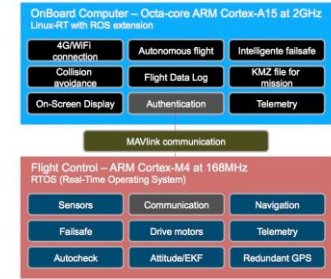 OnBoard Computer – Octa-core ARM Cortex-A15 at 2GHz
Linux-RT with ROS extension
4G/WiFi
connection
Autonomous flight
Intelligente failsafe
Collision
avoidance
Flight Data Log
KMZ file for
mission
On-Screen Display
Authentication
Telemetry
MAVlink communication
Flight Control – ARM Cortex-M4 at 168MHz
RTOS (Real-Time Operating System)
Sensors
Communication
Navigation
Failsafe
Drive motors
Telemetry
Autocheck
Attitude/EKF
Redundant GPS